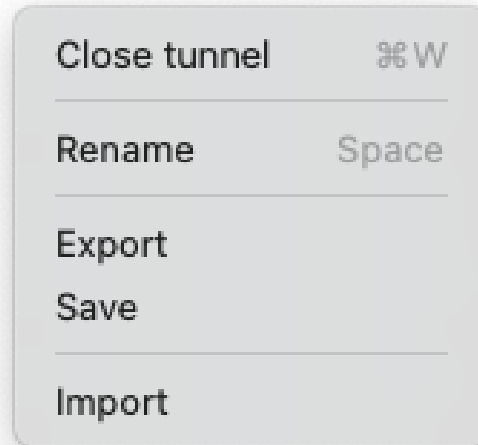 Close tunnel ⌘W
Rename Space
Export
Save
Import